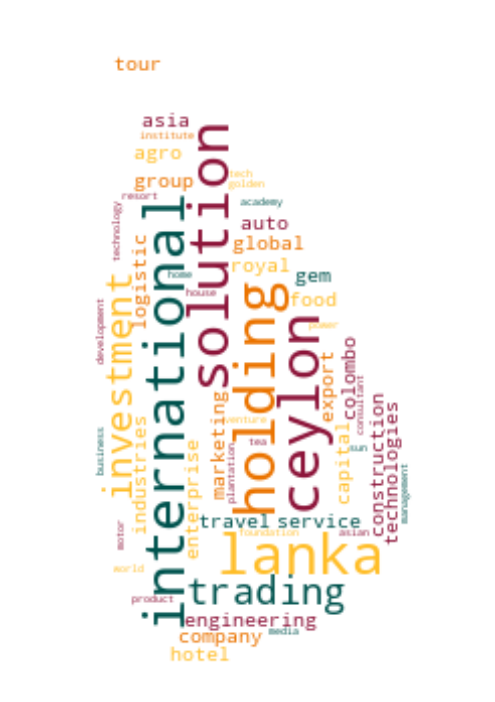 tour
asia
institute
agro
solution
group
tech
golden
resort
international
academy
technology
auto
logistic
global
royal
gem
home
investment
holding
house
food
development
ceylon
power
colombo
export
consultant
marketing
construction
technologies
venture
industries
capital
business
enterprise
tea
plantation
sun
management
travel
service
motor
foundation
asian
lanka
world
trading
product
engineering
media
company
hotel